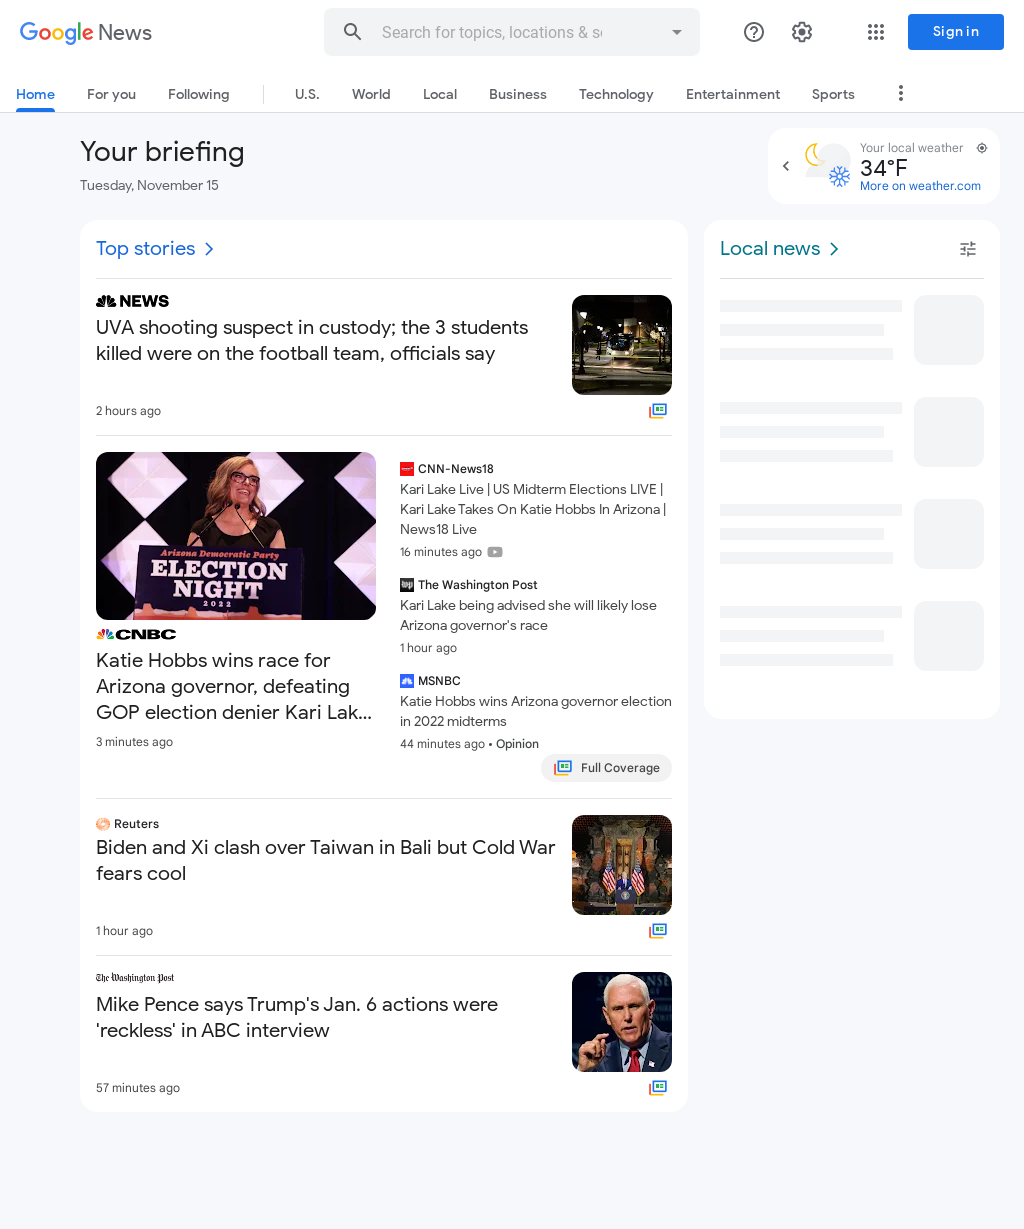 Google News
Search for topics, locations & so
Sign in
Home
For you
Following
U.S.
World
Local
Business
Technology
Entertainment
Sports
Your briefing
Tuesday, November 15
Your local weather
34°F
More on weather.com
Top stories
NEWS
UVA shooting suspect in custody; the 3 students
killed were on the football team, officials say
2 hours ago
Arizona Democratic Party
ELECTION
NIGHT
2022
CNBC
Katie Hobbs wins race for
Arizona governor, defeating
GOP election denier Kari Lak...
3 minutes ago
CNN-News18
Kari Lake Live | US Midterm Elections LIVE |
Kari Lake Takes On Katie Hobbs In Arizona |
News18 Live
16 minutes ago
The Washington Post
Kari Lake being advised she will likely lose
Arizona governor's race
1 hour ago
MSNBC
Katie Hobbs wins Arizona governor election
in 2022 midterms
44 minutes ago • Opinion
Full Coverage
Reuters
Biden and Xi clash over Taiwan in Bali but Cold War
fears cool
1 hour ago
The Washington Post
Mike Pence says Trump's Jan. 6 actions were
'reckless' in ABC interview
57 minutes ago
Local news